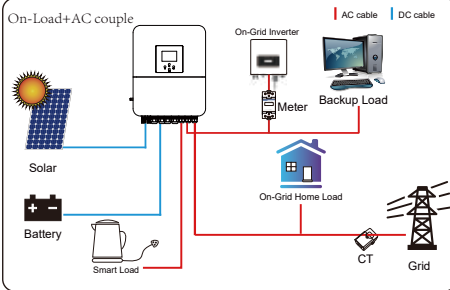 On-Load+AC couple
AC cable
DC cable
On-Grid Inverter
Meter
Backup Load
Solar
On-Grid Home Load
Battery
Smart Load
CT
Grid